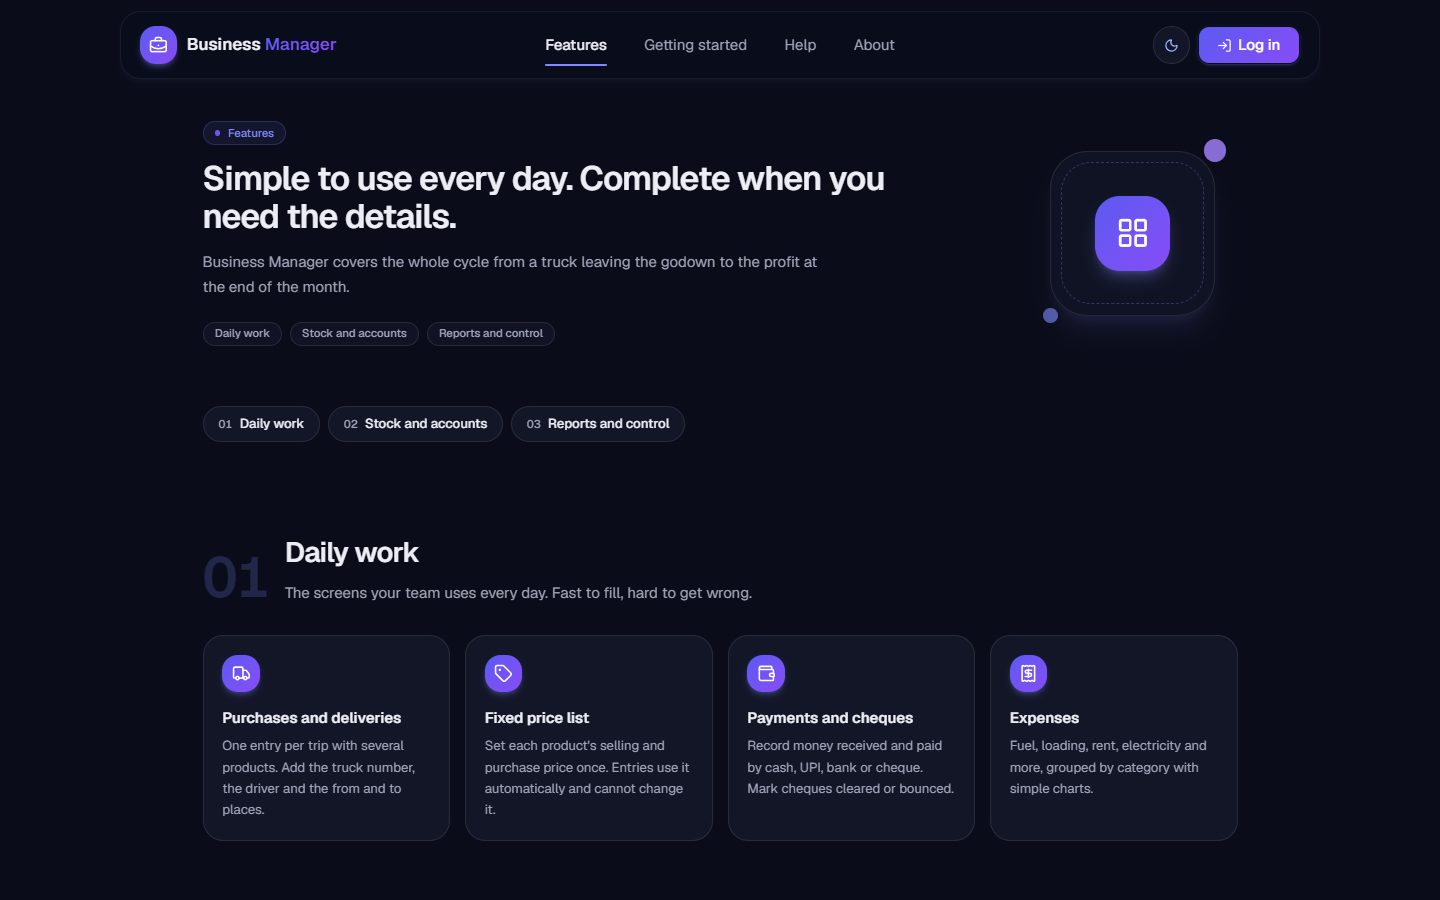 Business Manager
Features
Getting started
Help
About
Log in
Features
Simple to use every day. Complete when you
need the details.
Business Manager covers the whole cycle from a truck leaving the godown to the profit at
the end of the month.
Daily work
Stock and accounts
Reports and control
01 Daily work
02 Stock and accounts
03 Reports and control
01
Daily work
The screens your team uses every day. Fast to fill, hard to get wrong.
Purchases and deliveries
One entry per trip with several
products. Add the truck number,
the driver and the from and to
places.
Fixed price list
Set each product's selling and
purchase price once. Entries use it
automatically and cannot change
it.
Payments and cheques
Record money received and paid
by cash, UPI, bank or cheque.
Mark cheques cleared or bounced.
Expenses
Fuel, loading, rent, electricity and
more, grouped by category with
simple charts.